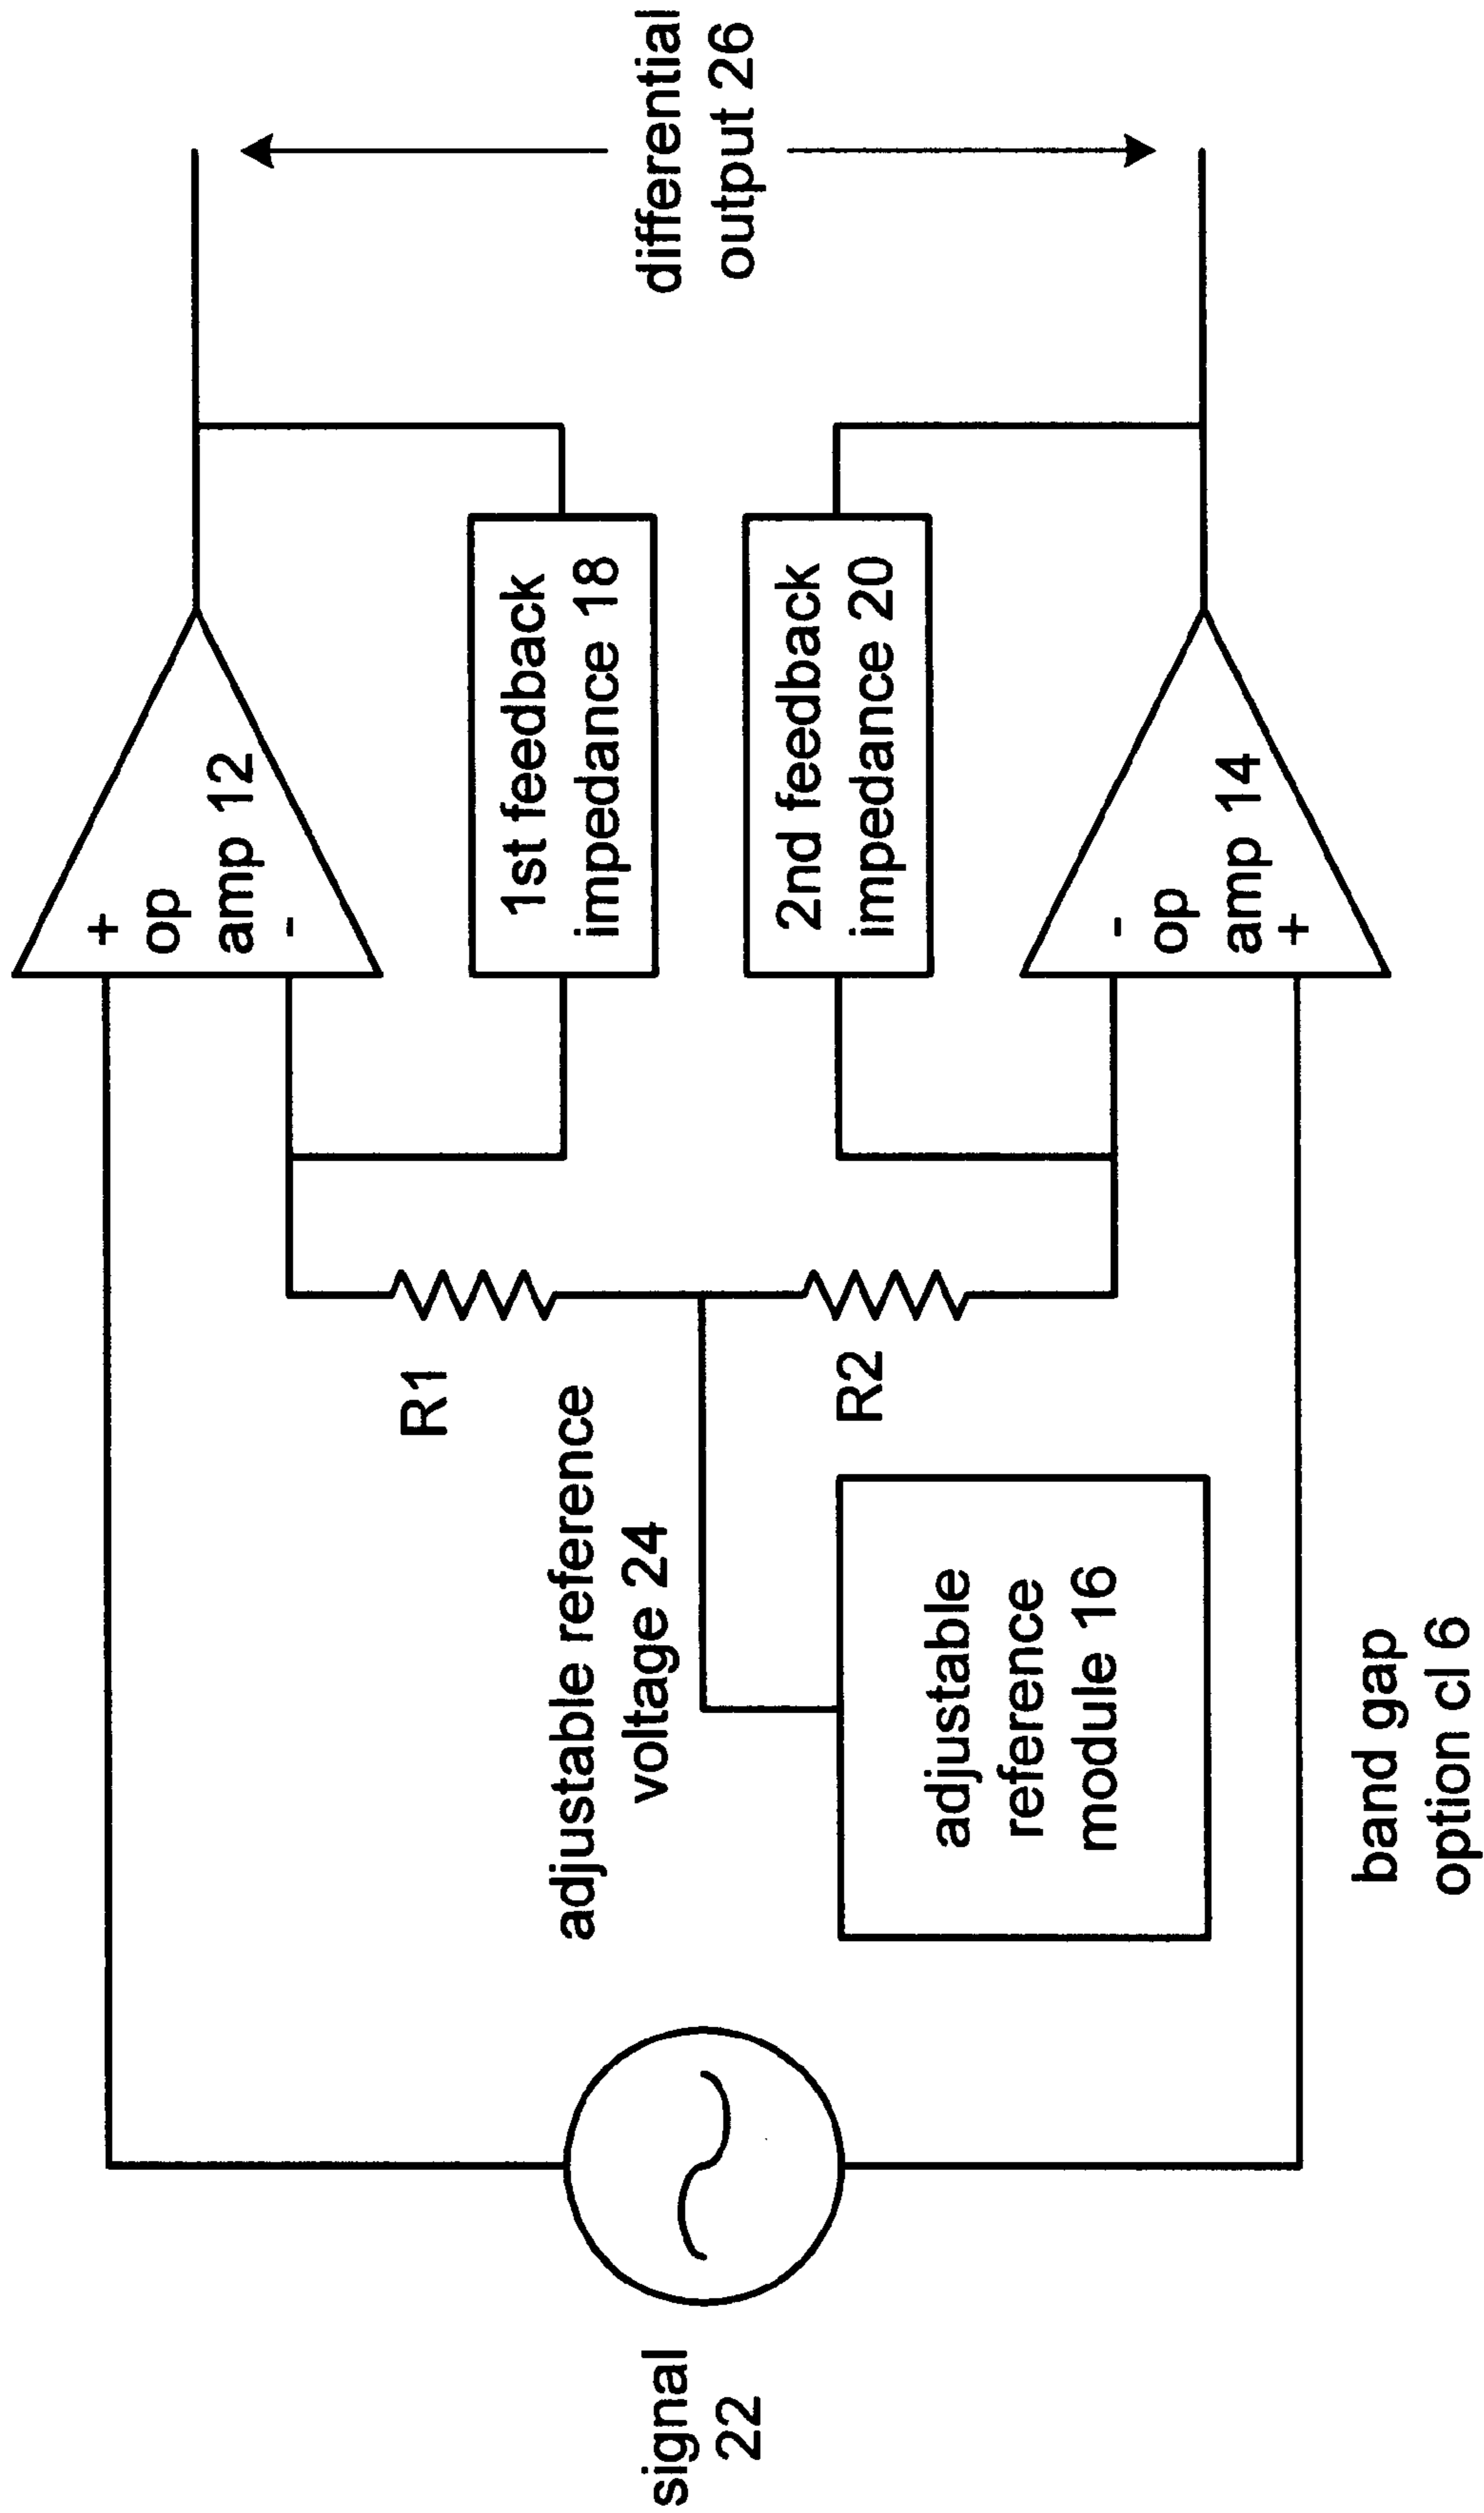 signal
22
adjustable reference
voltage 24
adjustable
reference
module 16
band gap
option cl 6
R1
R2
+
op
amp 12
-
1st feedback
impedance 18
2nd feedback
impedance 20
-
op
amp 14
+
differential
output 26